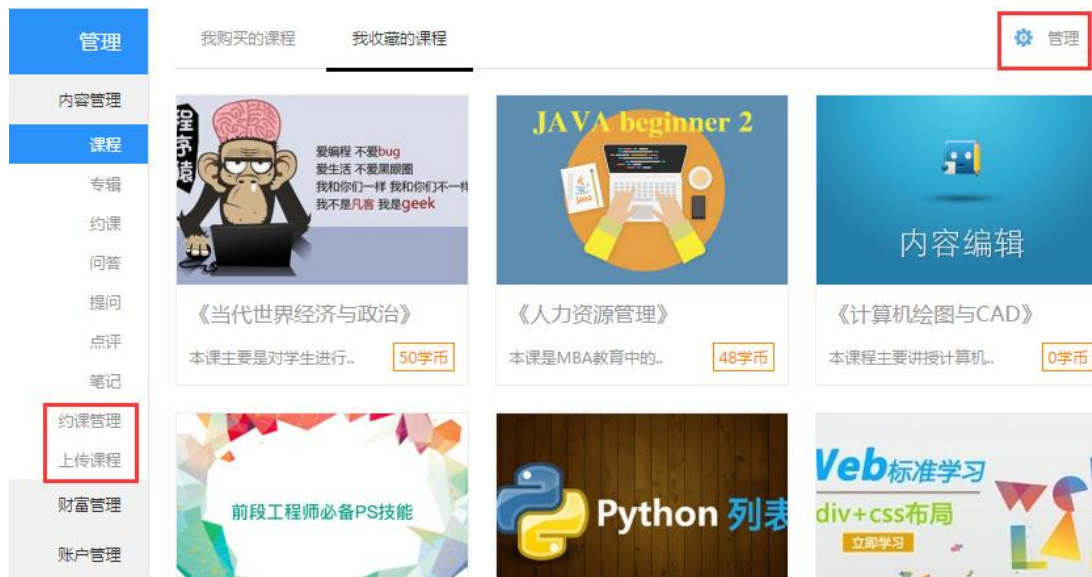 管理
我购买的课程
我收藏的课程
管理
内容管理
课程
专辑
约课
问答
提问
点评
笔记
约课管理
上传课程
财富管理
账户管理
程序猿
爱编程 不爱bug
爱生活 不爱黑眼圈
我和你们一样 我和你们不一样
我不是凡客 我是geek
《当代世界经济与政治》
本课主要是对学生进行..
50学币
JAVA beginner 2
Java
《人力资源管理》
本课是MBA教育中的..
48学币
内容编辑
《计算机绘图与CAD》
本课程主要讲授计算机..
0学币
前段工程师必备PS技能
Python 列表
Web标准学习
div+css布局
立即学习